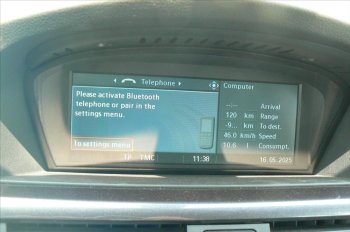 Telephone
Please activate Bluetooth
telephone or pair in the
settings menu.
To settings menu
Computer
--:-- Arrival
120 km Range
-9... km To dest.
46.0 km/h Speed
10.6 l Consumpt.
TP TMC 11:38 16.05.2025